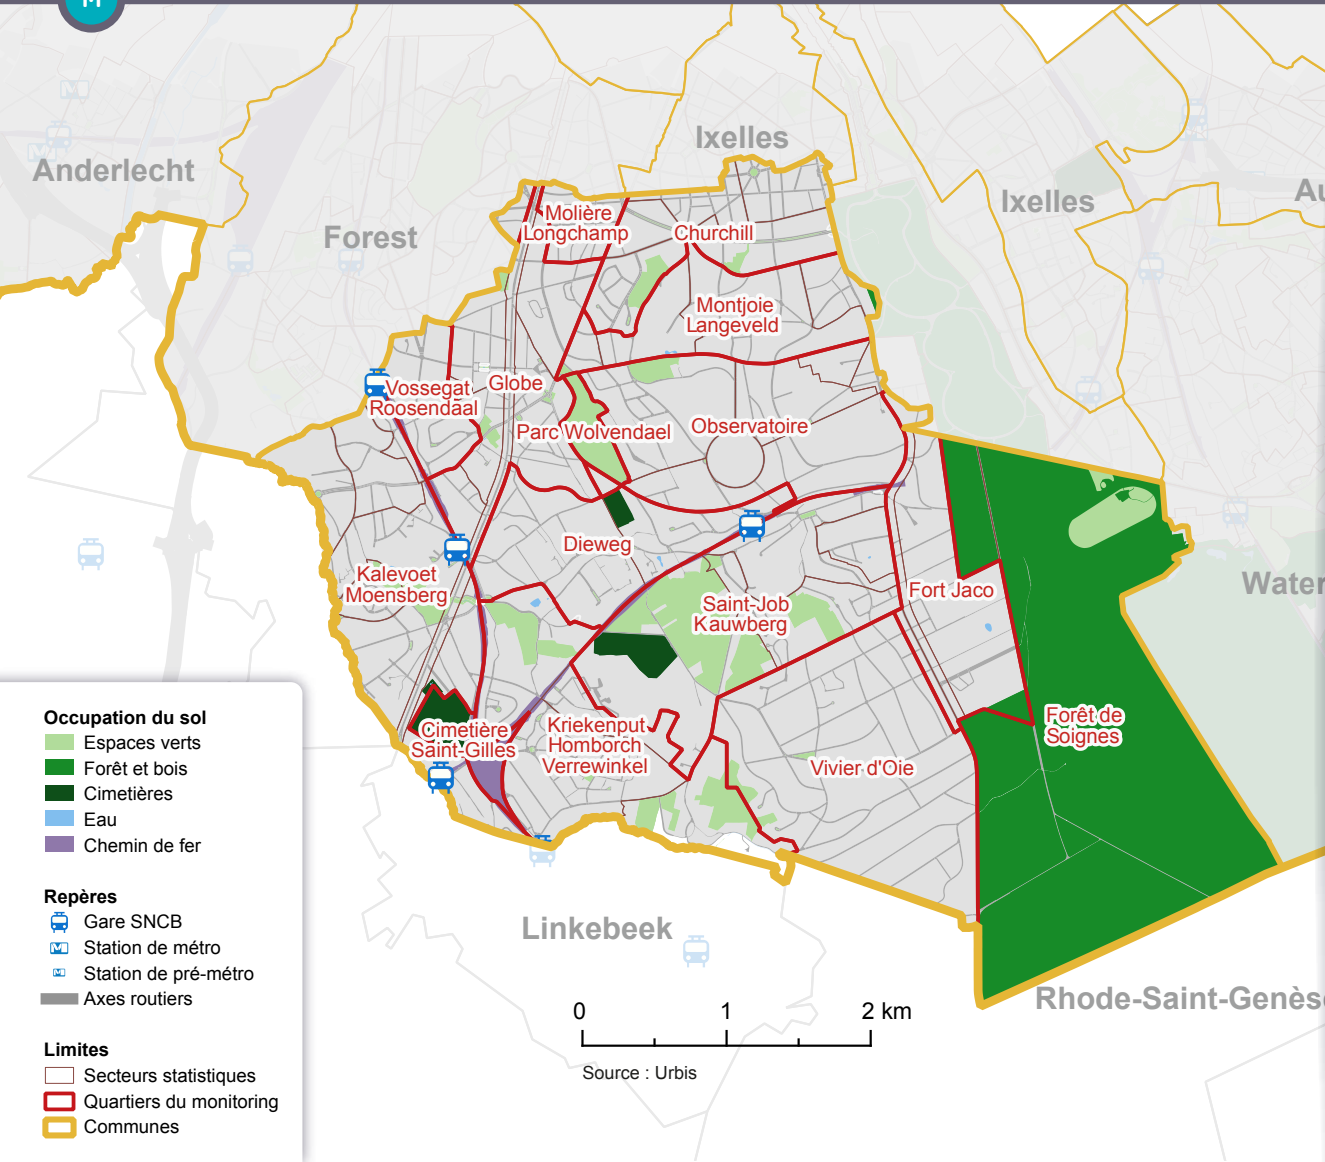 M
Ixelles
Anderlecht
Ixelles
Forest
Molière
Longchamp
Churchill
Montjoie
Langeveld
Vossegat
Roosendaal
Globe
Parc Wolvendael
Observatoire
Dieweg
Kalevoet
Moensberg
Saint-Job
Kauwberg
Fort Jaco
Water
Cimetière
Saint-Gilles
Kriekenput
Homborch
Verrewinkel
Vivier d'Oie
Forêt de
Soignes
Linkebeek
Rhode-Saint-Genès
Occupation du sol
Espaces verts
Forêt et bois
Cimetières
Eau
Chemin de fer
Repères
Gare SNCB
Station de métro
Station de pré-métro
Axes routiers
Limites
Secteurs statistiques
Quartiers du monitoring
Communes
0 1 2 km
Source : Urbis